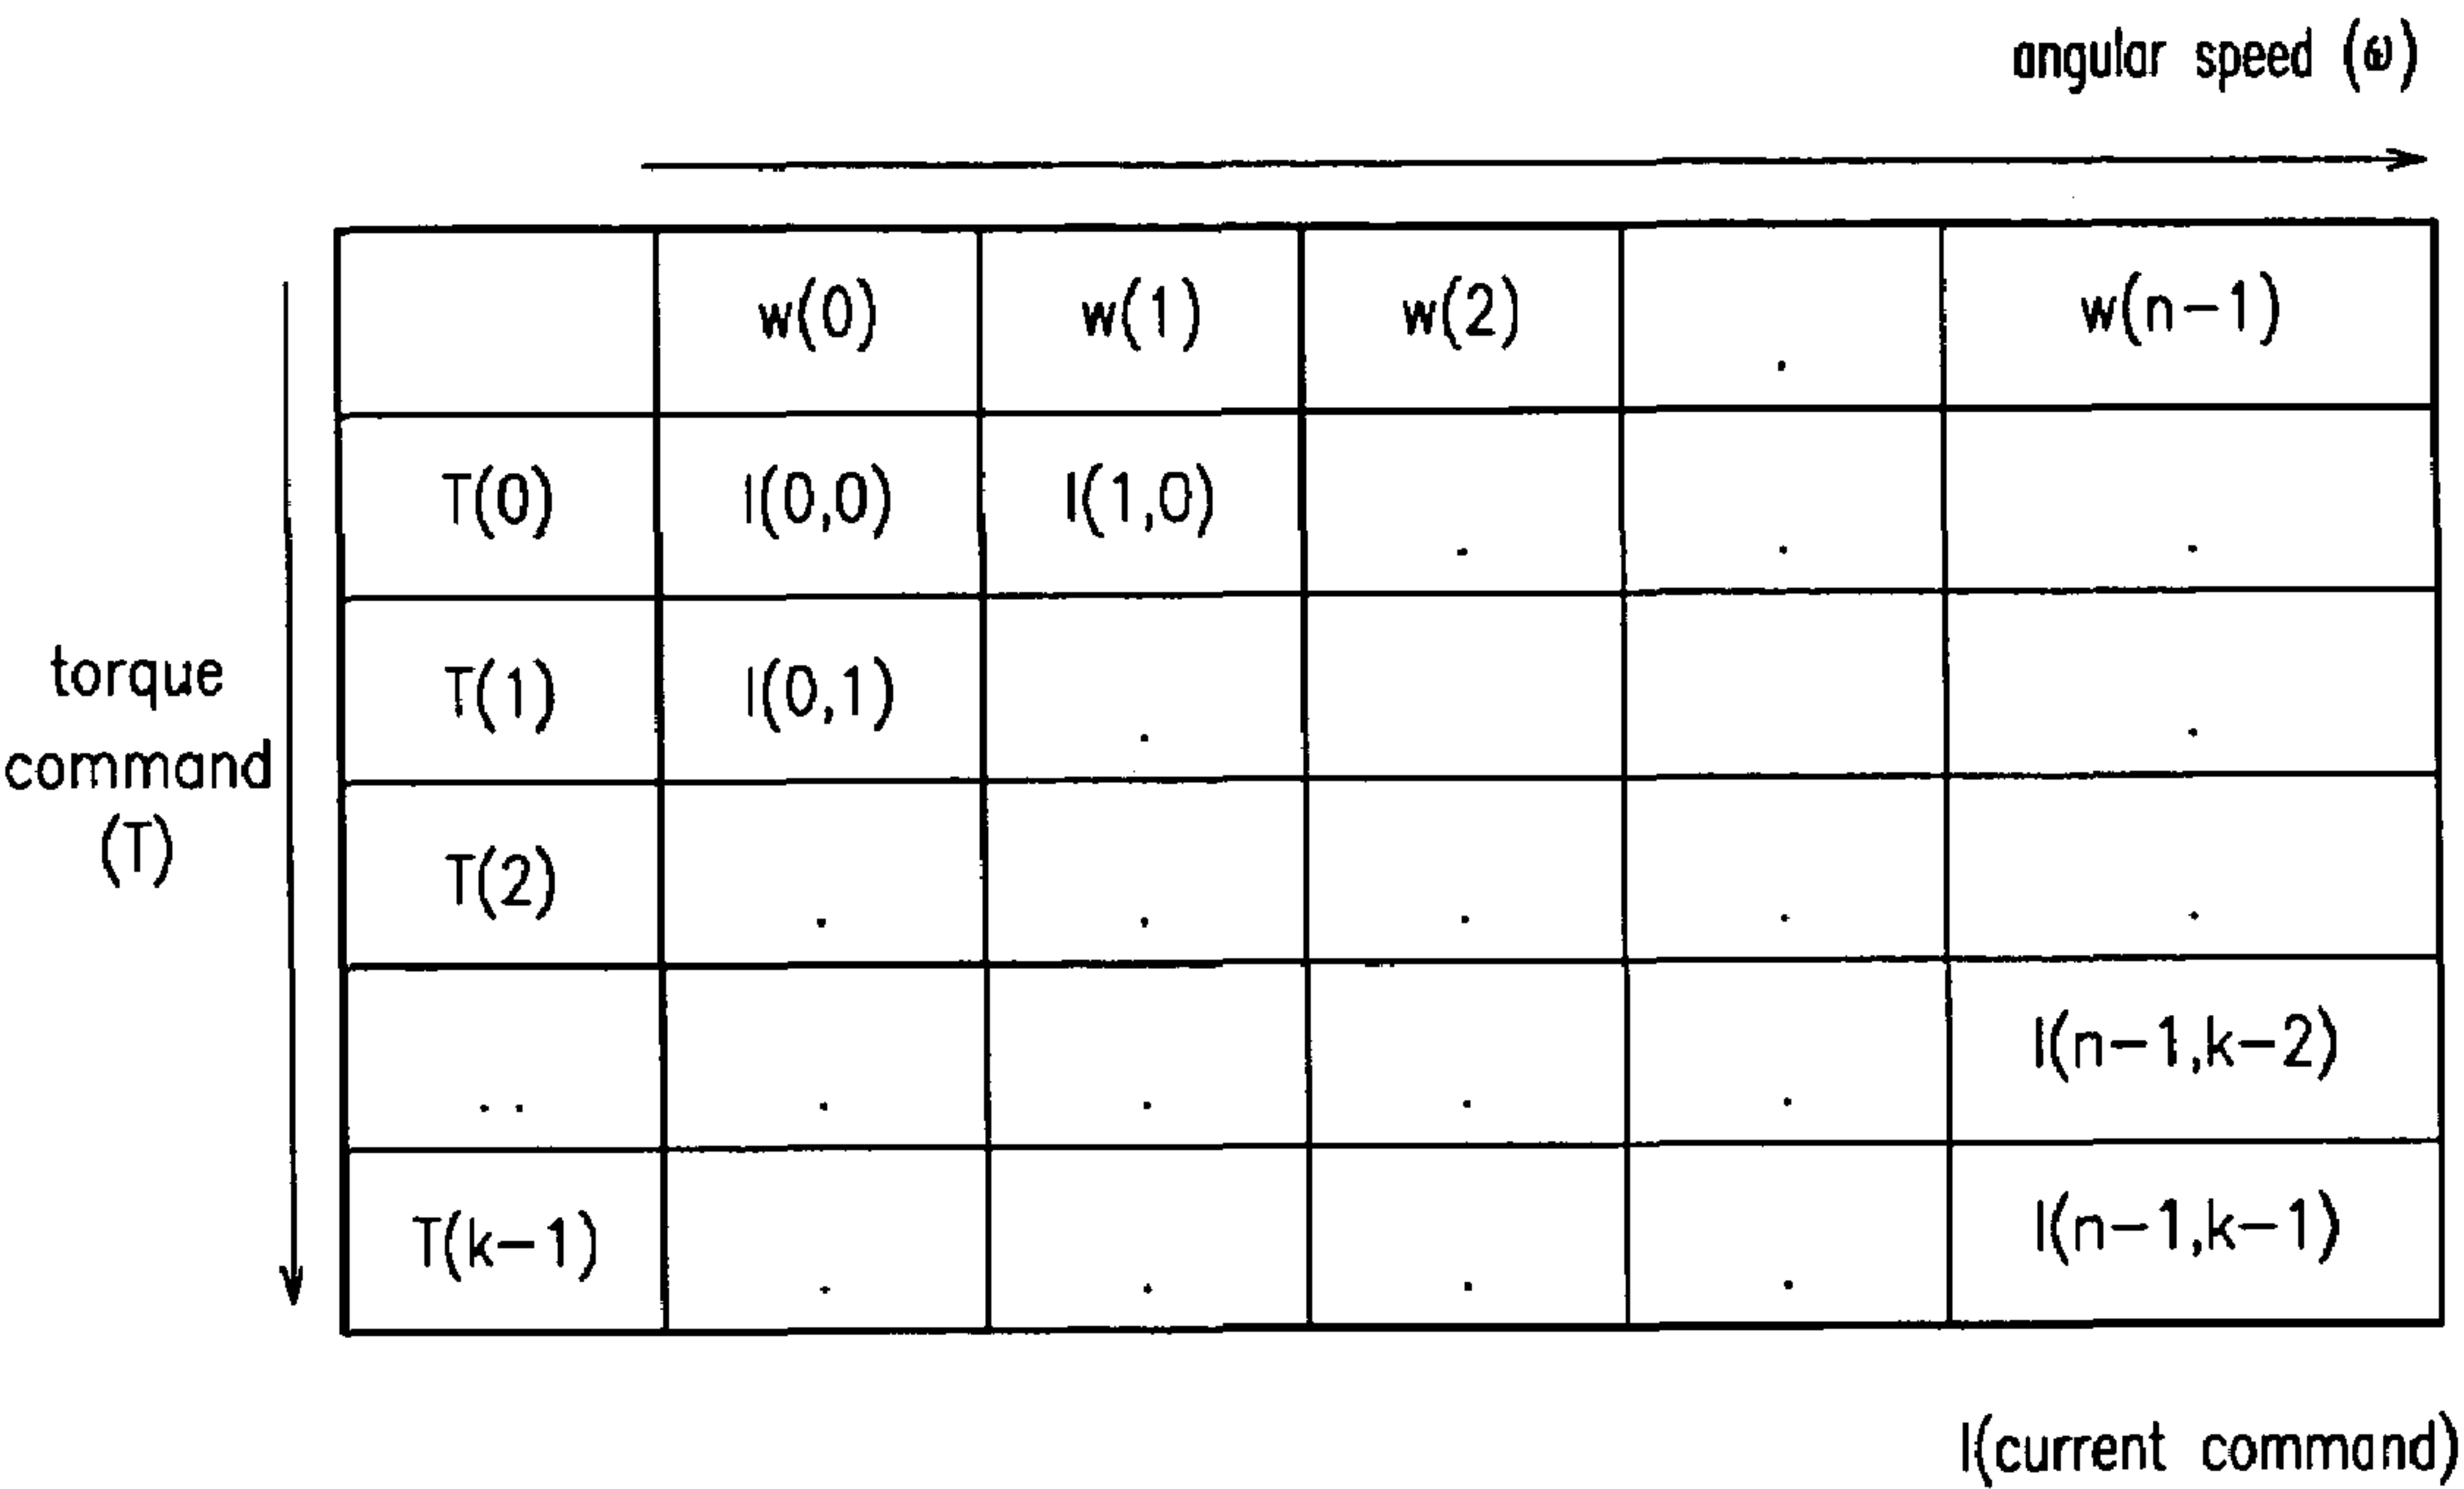 angular speed (ω)
w(0) w(1) w(2) . w(n-1)
T(0) I(0,0) I(1,0) . . .
T(1) I(0,1) . .
torque
command
(T)
T(2) . . . . .
.. . . . . I(n-1,k-2)
T(k-1) . . . . I(n-1,k-1)
I(current command)